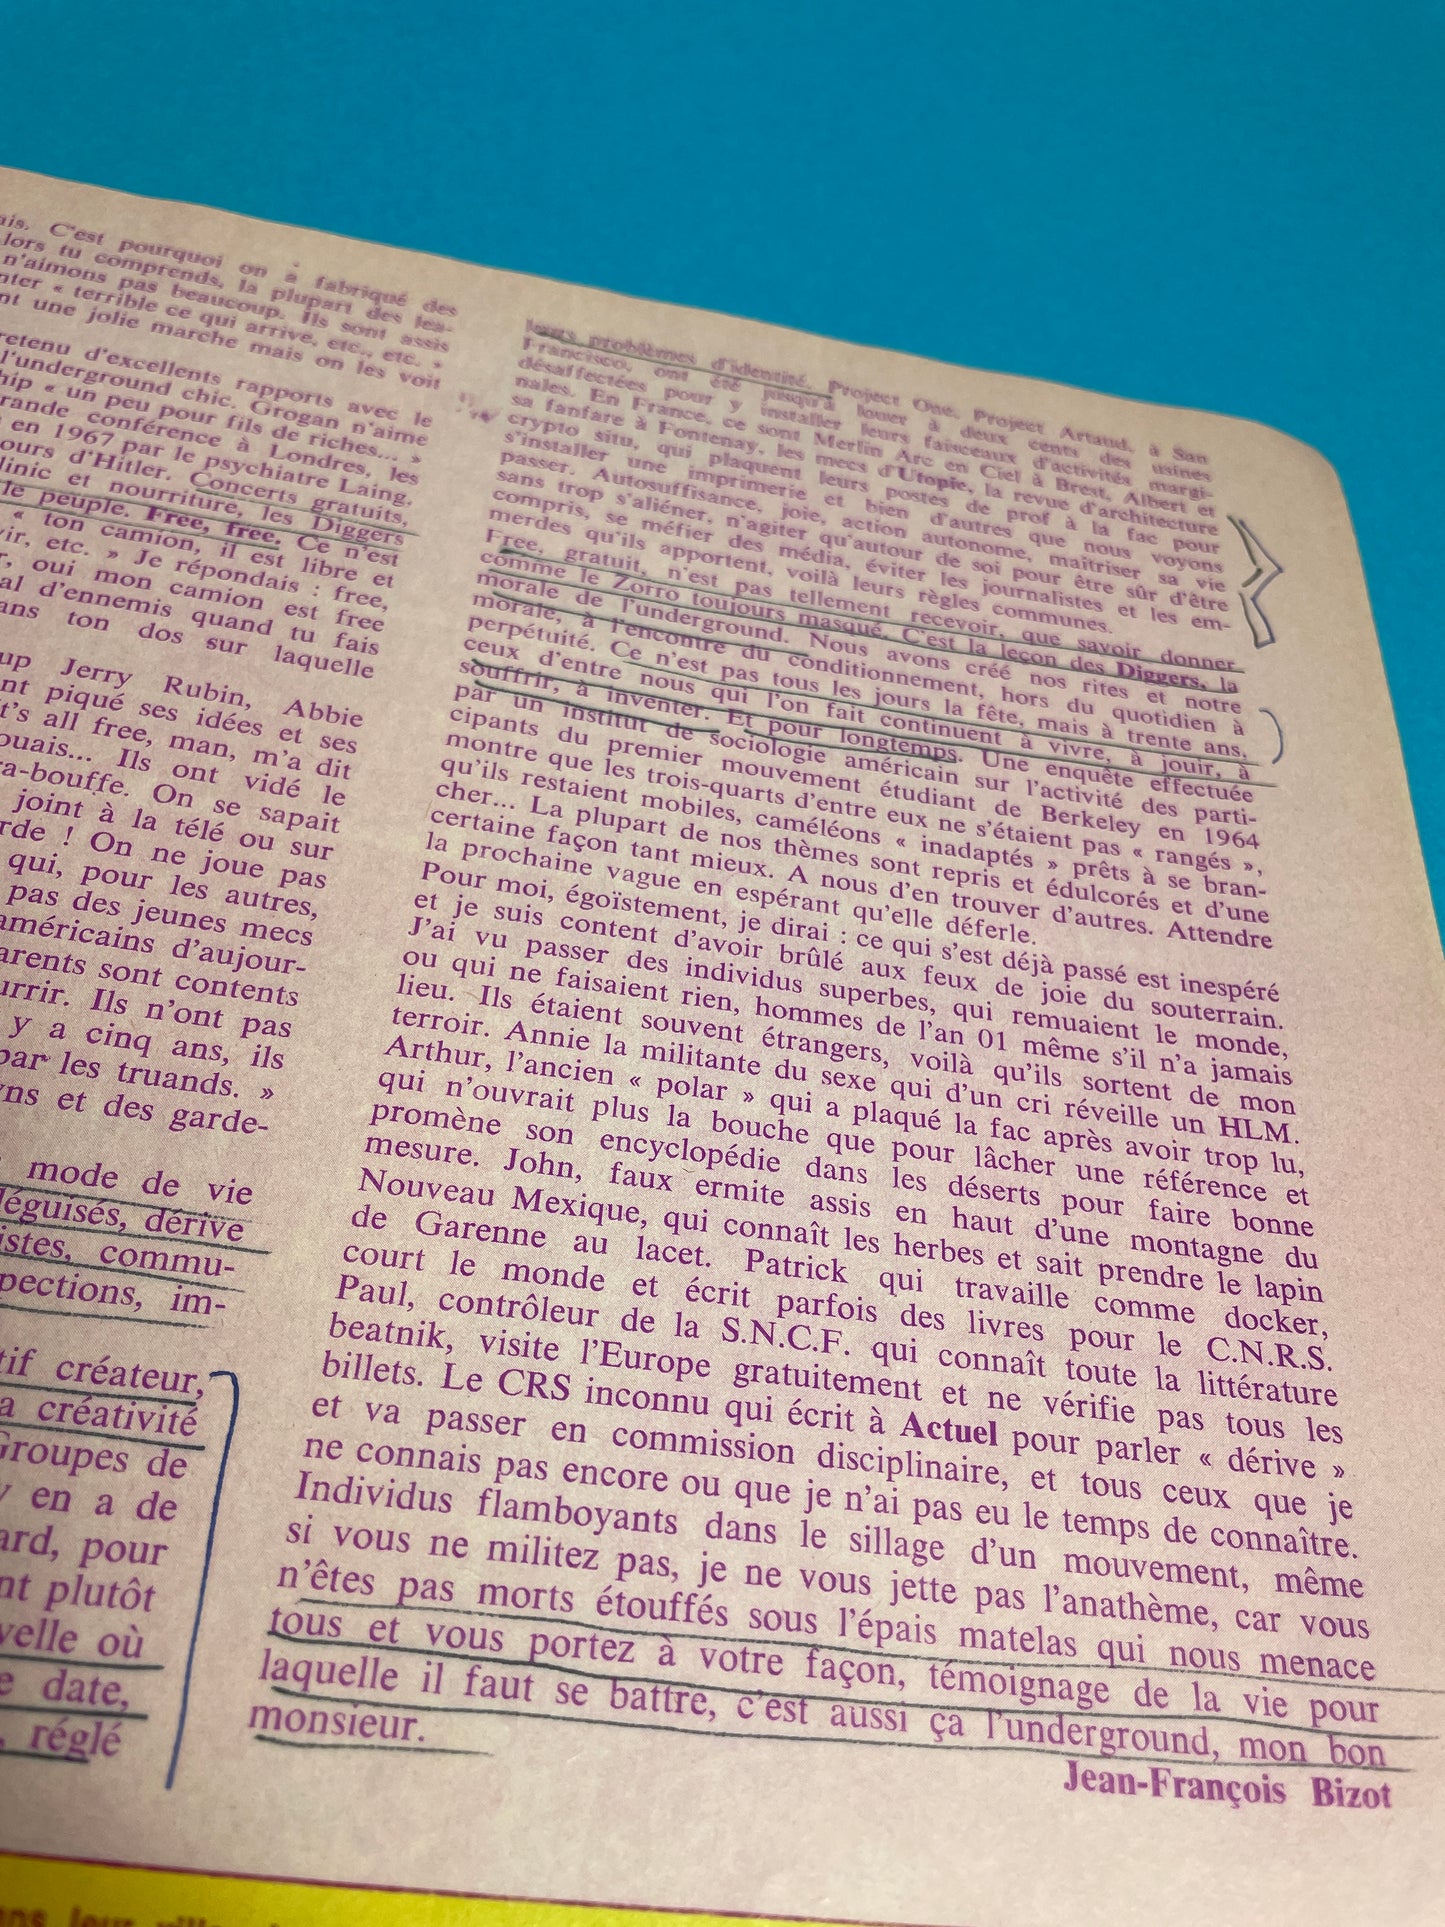 ais. C'est pourquoi on a fabriqué des
lors tu comprends, la plupart des lea-
n'aimons pas beaucoup. Ils sont assis
nter « terrible ce qui arrive, etc., etc. »
nt une jolie marche mais on les voit
retenu d'excellents rapports avec le
l'underground chic. Grogan n'aime
hip « un peu pour fils de riches... »
rande conférence à Londres, les
en 1967 par le psychiatre Laing.
ours d'Hitler. Concerts gratuits,
linic et nourriture, les Diggers
le peuple. Free, free. Ce n'est
« ton camion, il est libre et
vir, etc. » Je répondais : free,
r, oui mon camion est free
al d'ennemis quand tu fais
ans ton dos sur laquelle
up Jerry Rubin, Abbie
nt piqué ses idées et ses
t's all free, man, m'a dit
ouais... Ils ont vidé le
ra-bouffe. On se sapait
joint à la télé ou sur
rde ! On ne joue pas
qui, pour les autres,
pas des jeunes mecs
américains d'aujour-
arents sont contents
urrir. Ils n'ont pas
y a cinq ans, ils
par les truands. »
wns et des garde-
mode de vie
déguisés, dérive
istes, commu-
pections, im-
tif créateur,
a créativité
Groupes de
y en a de
ard, pour
nt plutôt
velle où
e date,
, réglé
leurs problèmes d'identité. Project One, Project Artaud, à San
Francisco, ont été jusqu'à louer à deux cents des usines
désaffectées pour y installer leurs faisceaux d'activités margi-
nales. En France, ce sont Merlin Arc en Ciel à Brest, Albert et
sa fanfare à Fontenay, les mecs d'Utopie, la revue d'architecture
crypto situ, qui plaquent leurs postes de prof à la fac pour
s'installer une imprimerie et bien d'autres que nous voyons
passer. Autosuffisance, joie, action autonome, maîtriser sa vie
sans trop s'aliéner, n'agiter qu'autour de soi pour être sûr d'être
compris, se méfier des média, éviter les journalistes et les em-
merdes qu'ils apportent, voilà leurs règles communes.
Free, gratuit, n'est pas tellement recevoir, que savoir donner
comme le Zorro toujours masqué. C'est la leçon des Diggers, la
morale de l'underground. Nous avons créé nos rites et notre
morale, à l'encontre du conditionnement, hors du quotidien à
perpétuité. Ce n'est pas tous les jours la fête, mais à trente ans,
ceux d'entre nous qui l'on fait continuent à vivre, à jouir, à
souffrir, à inventer. Et pour longtemps. Une enquête effectuée
par un institut de sociologie américain sur l'activité des parti-
cipants du premier mouvement étudiant de Berkeley en 1964
montre que les trois-quarts d'entre eux ne s'étaient pas « rangés »,
qu'ils restaient mobiles, caméléons « inadaptés » prêts à se bran-
cher... La plupart de nos thèmes sont repris et édulcorés et d'une
certaine façon tant mieux. A nous d'en trouver d'autres. Attendre
la prochaine vague en espérant qu'elle déferle.
Pour moi, égoïstement, je dirai : ce qui s'est déjà passé est inespéré
et je suis content d'avoir brûlé aux feux de joie du souterrain.
J'ai vu passer des individus superbes, qui remuaient le monde,
ou qui ne faisaient rien, hommes de l'an 01 même s'il n'a jamais
lieu. Ils étaient souvent étrangers, voilà qu'ils sortent de mon
terroir. Annie la militante du sexe qui d'un cri réveille un HLM.
Arthur, l'ancien « polar » qui a plaqué la fac après avoir trop lu,
qui n'ouvrait plus la bouche que pour lâcher une référence et
promène son encyclopédie dans les déserts pour faire bonne
mesure. John, faux ermite assis en haut d'une montagne du
Nouveau Mexique, qui connaît les herbes et sait prendre le lapin
de Garenne au lacet. Patrick qui travaille comme docker,
court le monde et écrit parfois des livres pour le C.N.R.S.
Paul, contrôleur de la S.N.C.F. qui connaît toute la littérature
beatnik, visite l'Europe gratuitement et ne vérifie pas tous les
billets. Le CRS inconnu qui écrit à Actuel pour parler « dérive »
et va passer en commission disciplinaire, et tous ceux que je
ne connais pas encore ou que je n'ai pas eu le temps de connaître.
Individus flamboyants dans le sillage d'un mouvement, même
si vous ne militez pas, je ne vous jette pas l'anathème, car vous
n'êtes pas morts étouffés sous l'épais matelas qui nous menace
tous et vous portez à votre façon, témoignage de la vie pour
laquelle il faut se battre, c'est aussi ça l'underground, mon bon
monsieur.
Jean-François Bizot